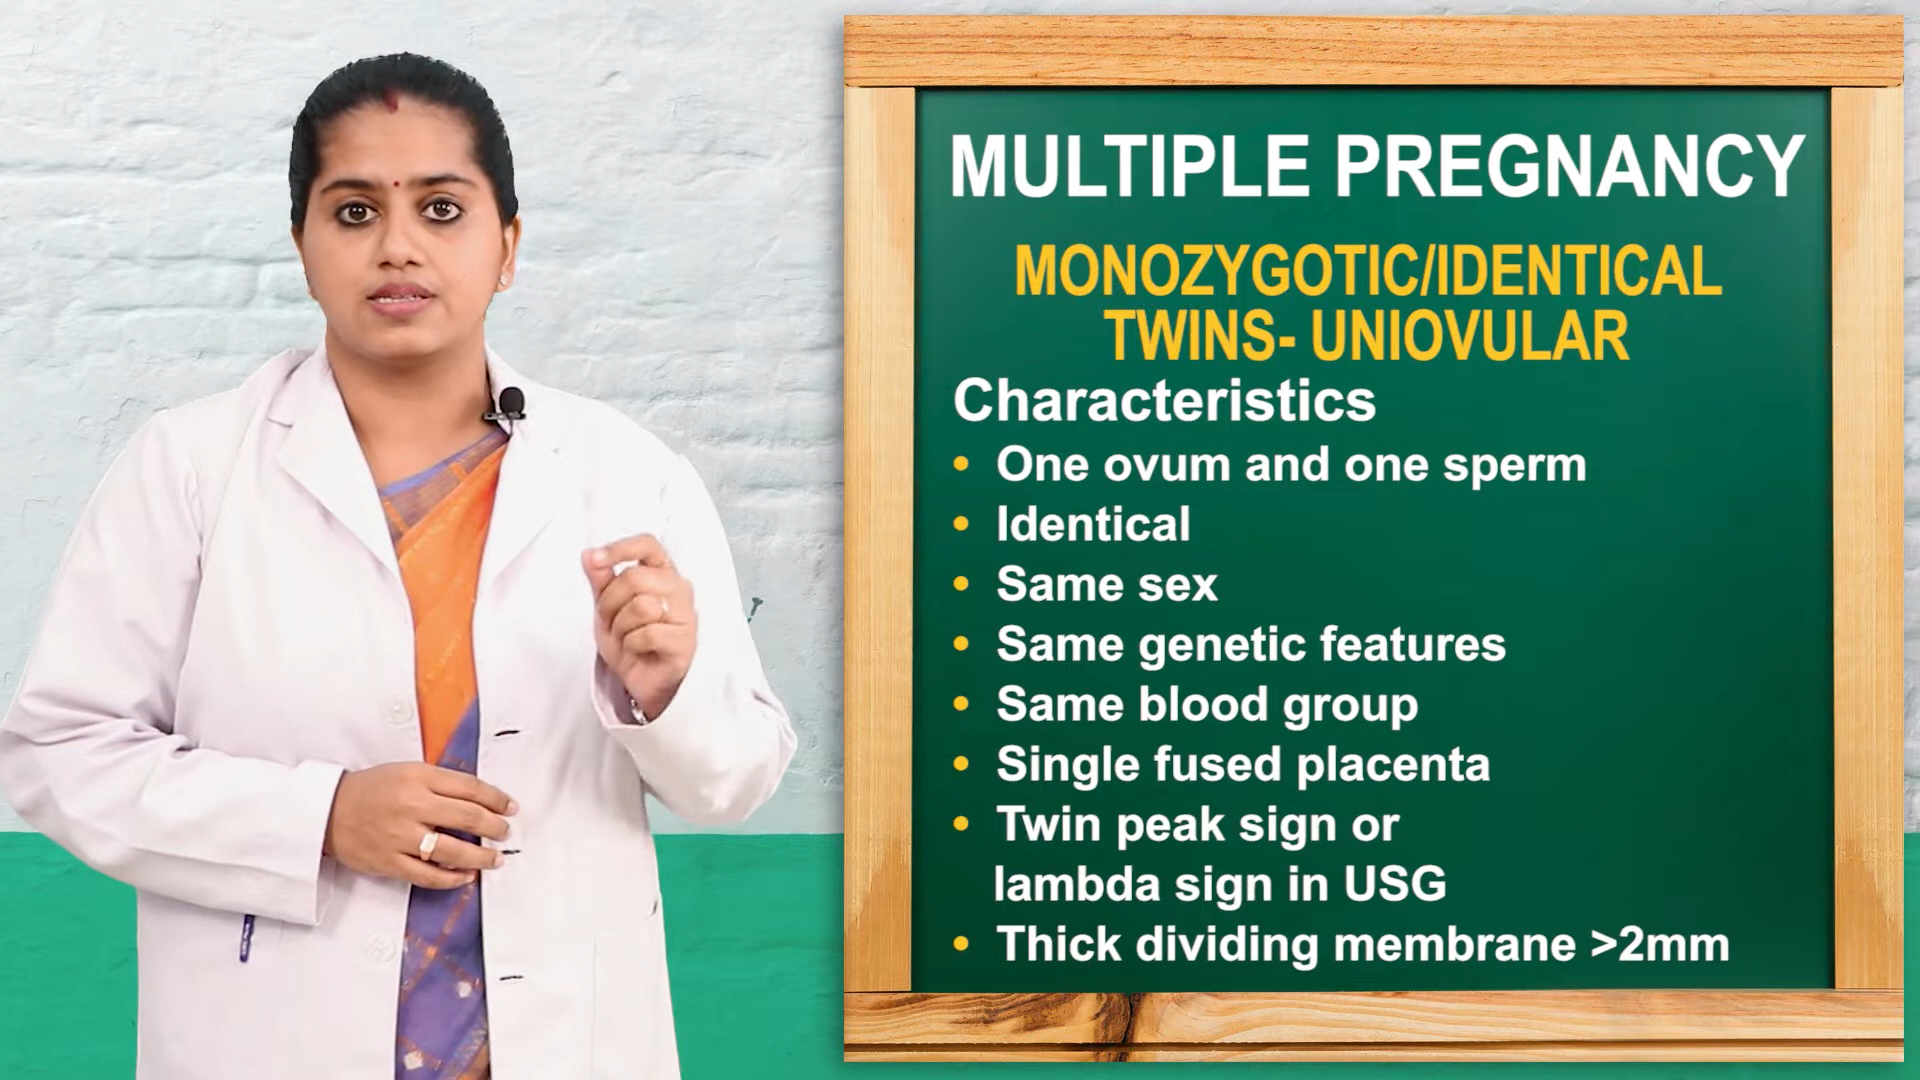 MULTIPLE PREGNANCY
MONOZYGOTIC/IDENTICAL
TWINS- UNIOVULAR
Characteristics
• One ovum and one sperm
• Identical
• Same sex
• Same genetic features
• Same blood group
• Single fused placenta
• Twin peak sign or
lambda sign in USG
• Thick dividing membrane >2mm